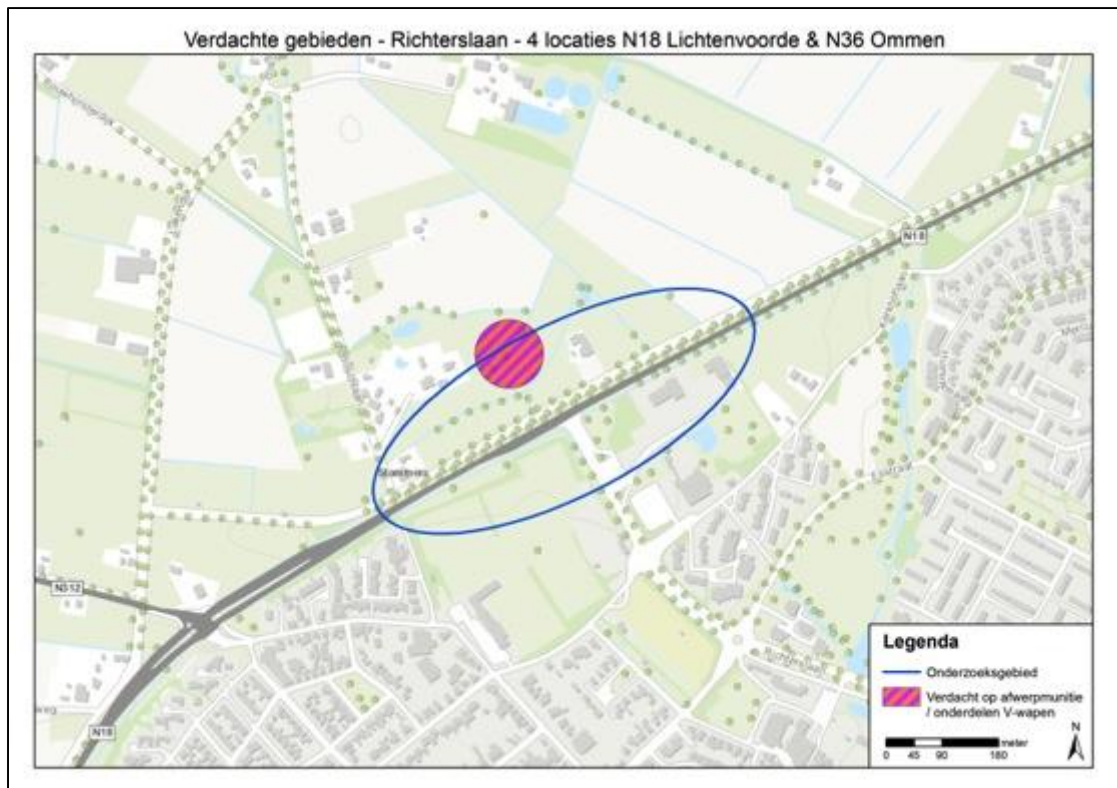 Verdachte gebieden - Richterslaan - 4 locaties N18 Lichtenvoorde & N36 Ommen
N18
N312
N18
Legenda
Onderzoeksgebied
Verdacht op afwerpmunitie
/ onderdelen V-wapen
N
meter
0 45 90 180